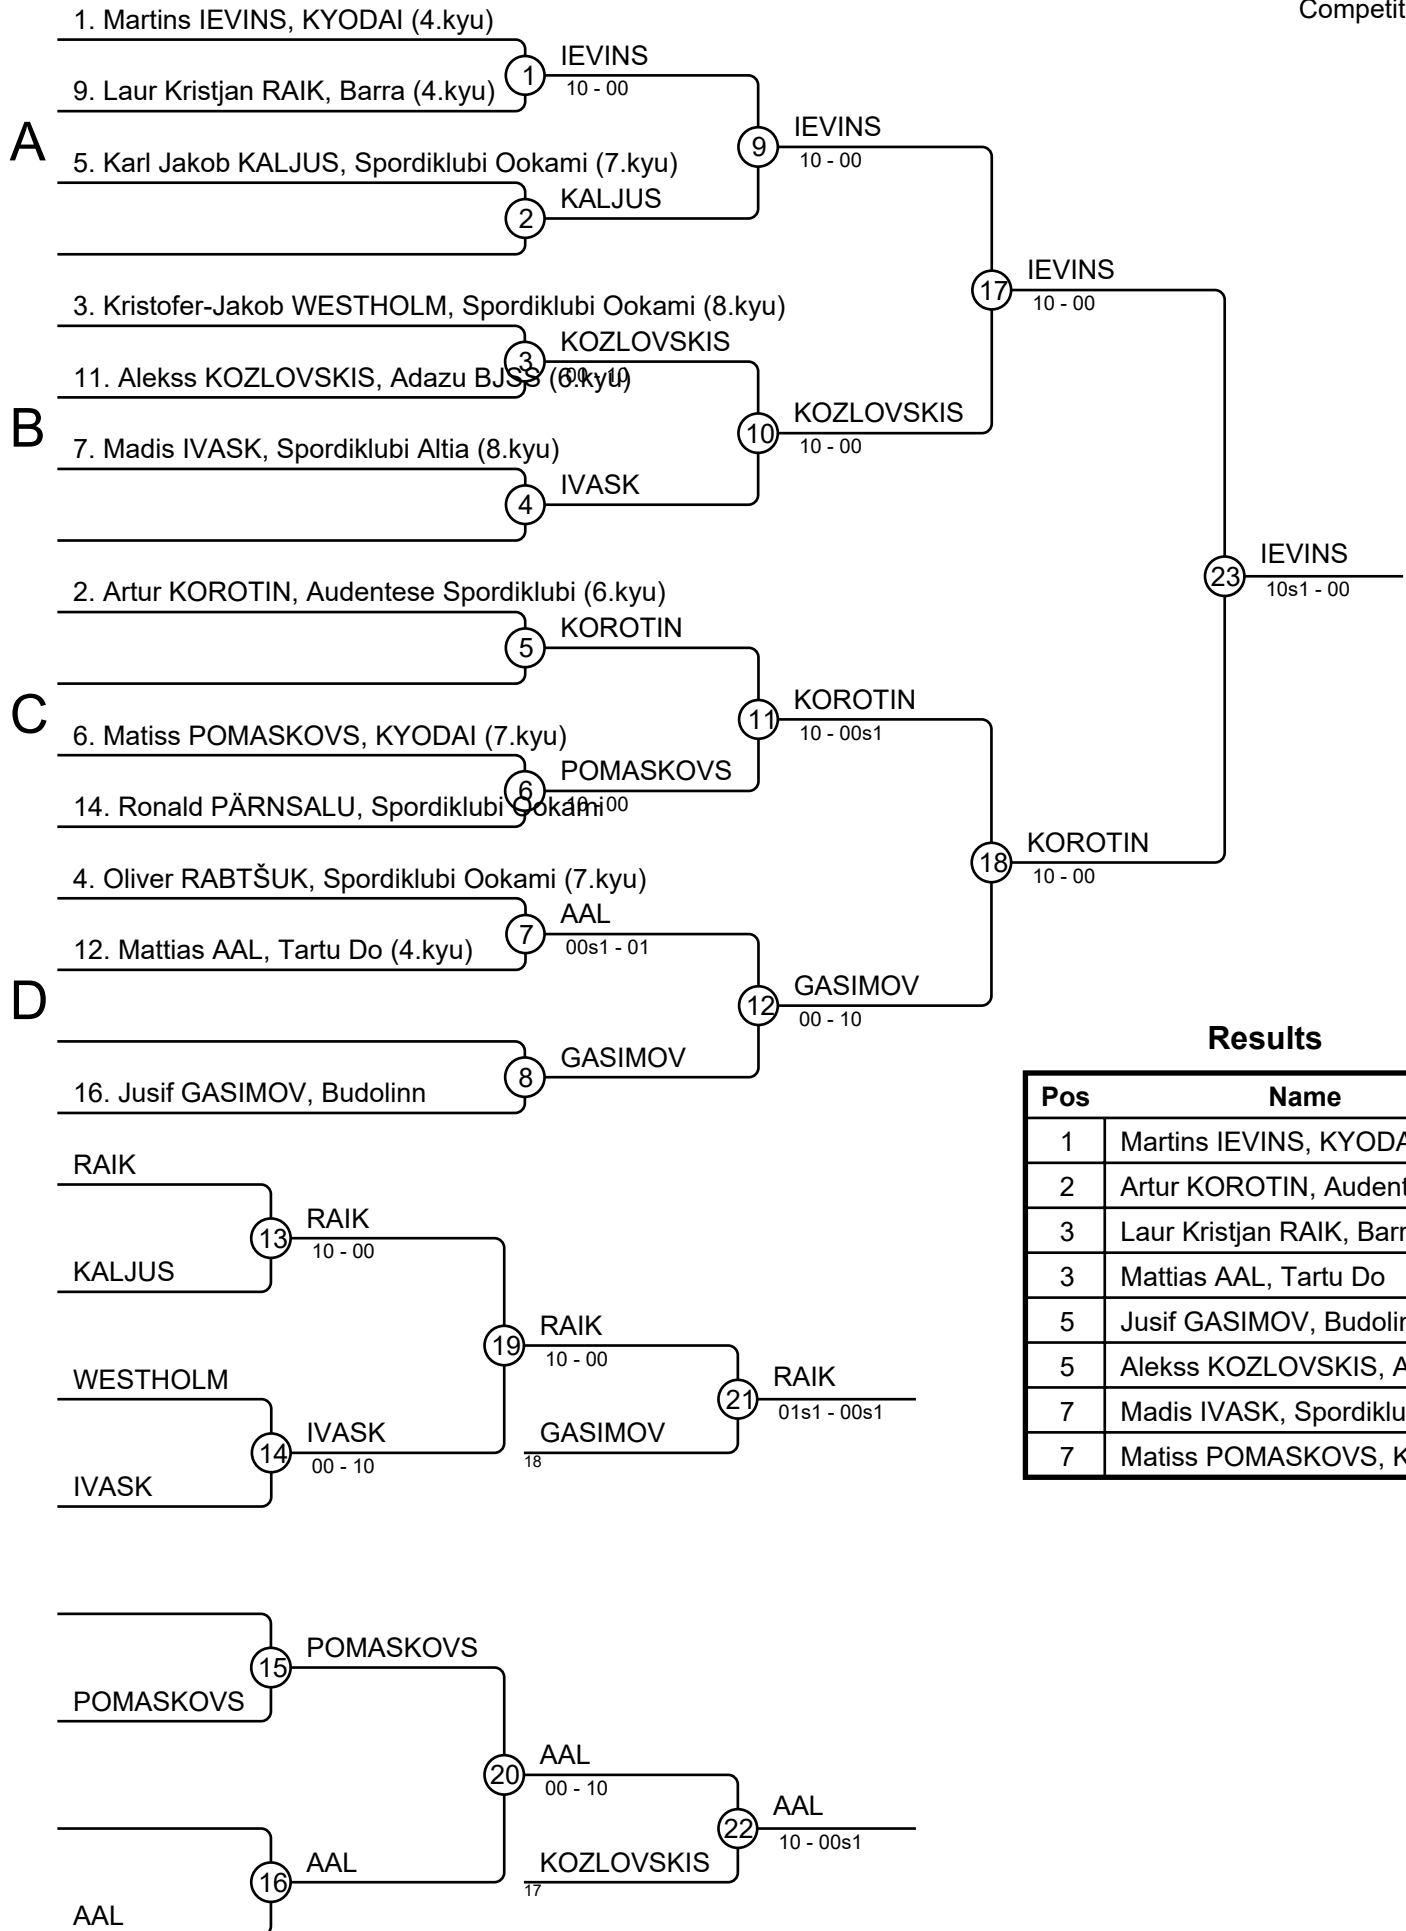 Competit
1. Martins IEVINS, KYODAI (4.kyu)
IEVINS
1
10 - 00
9. Laur Kristjan RAIK, Barra (4.kyu)
A
IEVINS
9
10 - 00
5. Karl Jakob KALJUS, Spordiklubi Ookami (7.kyu)
KALJUS
2
IEVINS
17
10 - 00
3. Kristofer-Jakob WESTHOLM, Spordiklubi Ookami (8.kyu)
KOZLOVSKIS
3
00 - 10
11. Alekss KOZLOVSKIS, Adazu BJSS (6.kyu)
B
KOZLOVSKIS
10
10 - 00
7. Madis IVASK, Spordiklubi Altia (8.kyu)
IVASK
4
IEVINS
23
10s1 - 00
2. Artur KOROTIN, Audentese Spordiklubi (6.kyu)
KOROTIN
5
C
KOROTIN
11
10 - 00s1
6. Matiss POMASKOVS, KYODAI (7.kyu)
POMASKOVS
6
10 - 00
14. Ronald PÄRNSALU, Spordiklubi Ookami
KOROTIN
18
10 - 00
4. Oliver RABTŠUK, Spordiklubi Ookami (7.kyu)
AAL
7
00s1 - 01
12. Mattias AAL, Tartu Do (4.kyu)
D
GASIMOV
12
00 - 10
GASIMOV
8
16. Jusif GASIMOV, Budolinn
Results
Pos Name
1 Martins IEVINS, KYODA
2 Artur KOROTIN, Audent
3 Laur Kristjan RAIK, Barr
3 Mattias AAL, Tartu Do
5 Jusif GASIMOV, Budolin
5 Alekss KOZLOVSKIS, A
7 Madis IVASK, Spordiklu
7 Matiss POMASKOVS, K
RAIK
RAIK
13
10 - 00
KALJUS
RAIK
19
10 - 00
WESTHOLM
IVASK
14
00 - 10
IVASK
RAIK
21
01s1 - 00s1
GASIMOV
18
POMASKOVS
15
POMASKOVS
AAL
20
00 - 10
AAL
16
AAL
AAL
22
10 - 00s1
KOZLOVSKIS
17